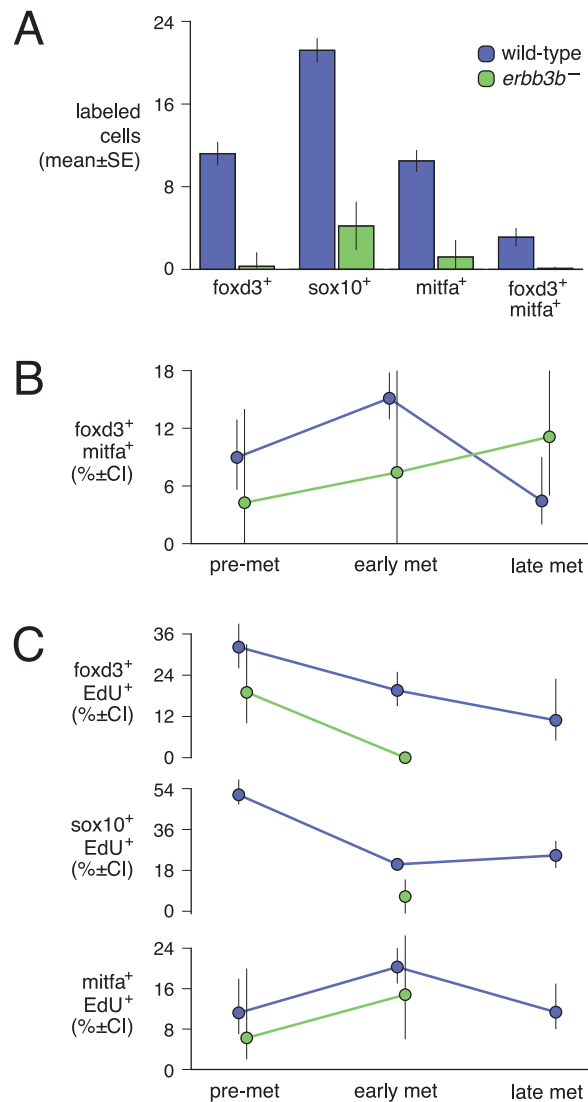 A
24
16
8
0
labeled
cells
(mean±SE)
wild-type
erbb3b⁻
foxd3⁺
sox10⁺
mitfa⁺
foxd3⁺
mitfa⁺
B
18
12
6
0
foxd3⁺
mitfa⁺
(%±CI)
pre-met
early met
late met
C
36
24
12
0
foxd3⁺
EdU⁺
(%±CI)
54
36
18
0
sox10⁺
EdU⁺
(%±CI)
24
16
8
0
mitfa⁺
EdU⁺
(%±CI)
pre-met
early met
late met